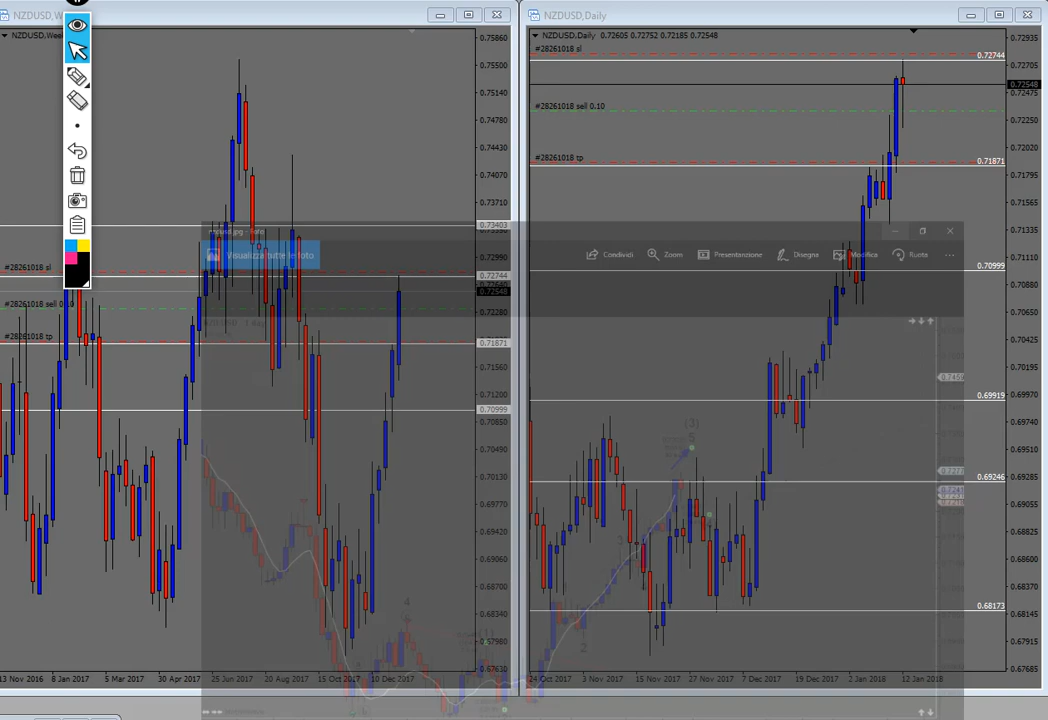 NZDUSD,Wee
NZDUSD,Weel
0.75860
0.75500
0.75140
0.74780
0.74430
0.74070
0.73710
0.73403
0.72744
0.72548
0.72280
0.71871
0.71560
0.71200
0.70999
0.70850
0.70490
0.70130
0.69770
0.69420
0.69060
0.68700
0.68340
0.67980
0.67630
#28261018 sl
#28261018 sell 0.10
#28261018 tp
13 Nov 2016
8 Jan 2017
5 Mar 2017
30 Apr 2017
25 Jun 2017
20 Aug 2017
15 Oct 2017
10 Dec 2017
NZDUSD,Daily
NZDUSD,Daily 0.72605 0.72752 0.72185 0.72548
#28261018 sl
#28261018 sell 0.10
#28261018 tp
0.72744
0.71871
0.70999
0.69919
0.69246
0.68173
0.72935
0.72705
0.72548
0.72475
0.72250
0.72020
0.71795
0.71565
0.71335
0.71110
0.70880
0.70650
0.70425
0.70195
0.69970
0.69740
0.69510
0.69285
0.69055
0.68830
0.68600
0.68370
0.68145
0.67915
0.67685
24 Oct 2017
3 Nov 2017
15 Nov 2017
27 Nov 2017
7 Dec 2017
19 Dec 2017
2 Jan 2018
12 Jan 2018
Visualizza tutte le foto
Condividi
Zoom
Presentazione
Disegna
Modifica
Ruota
(3)
5
3
4
2